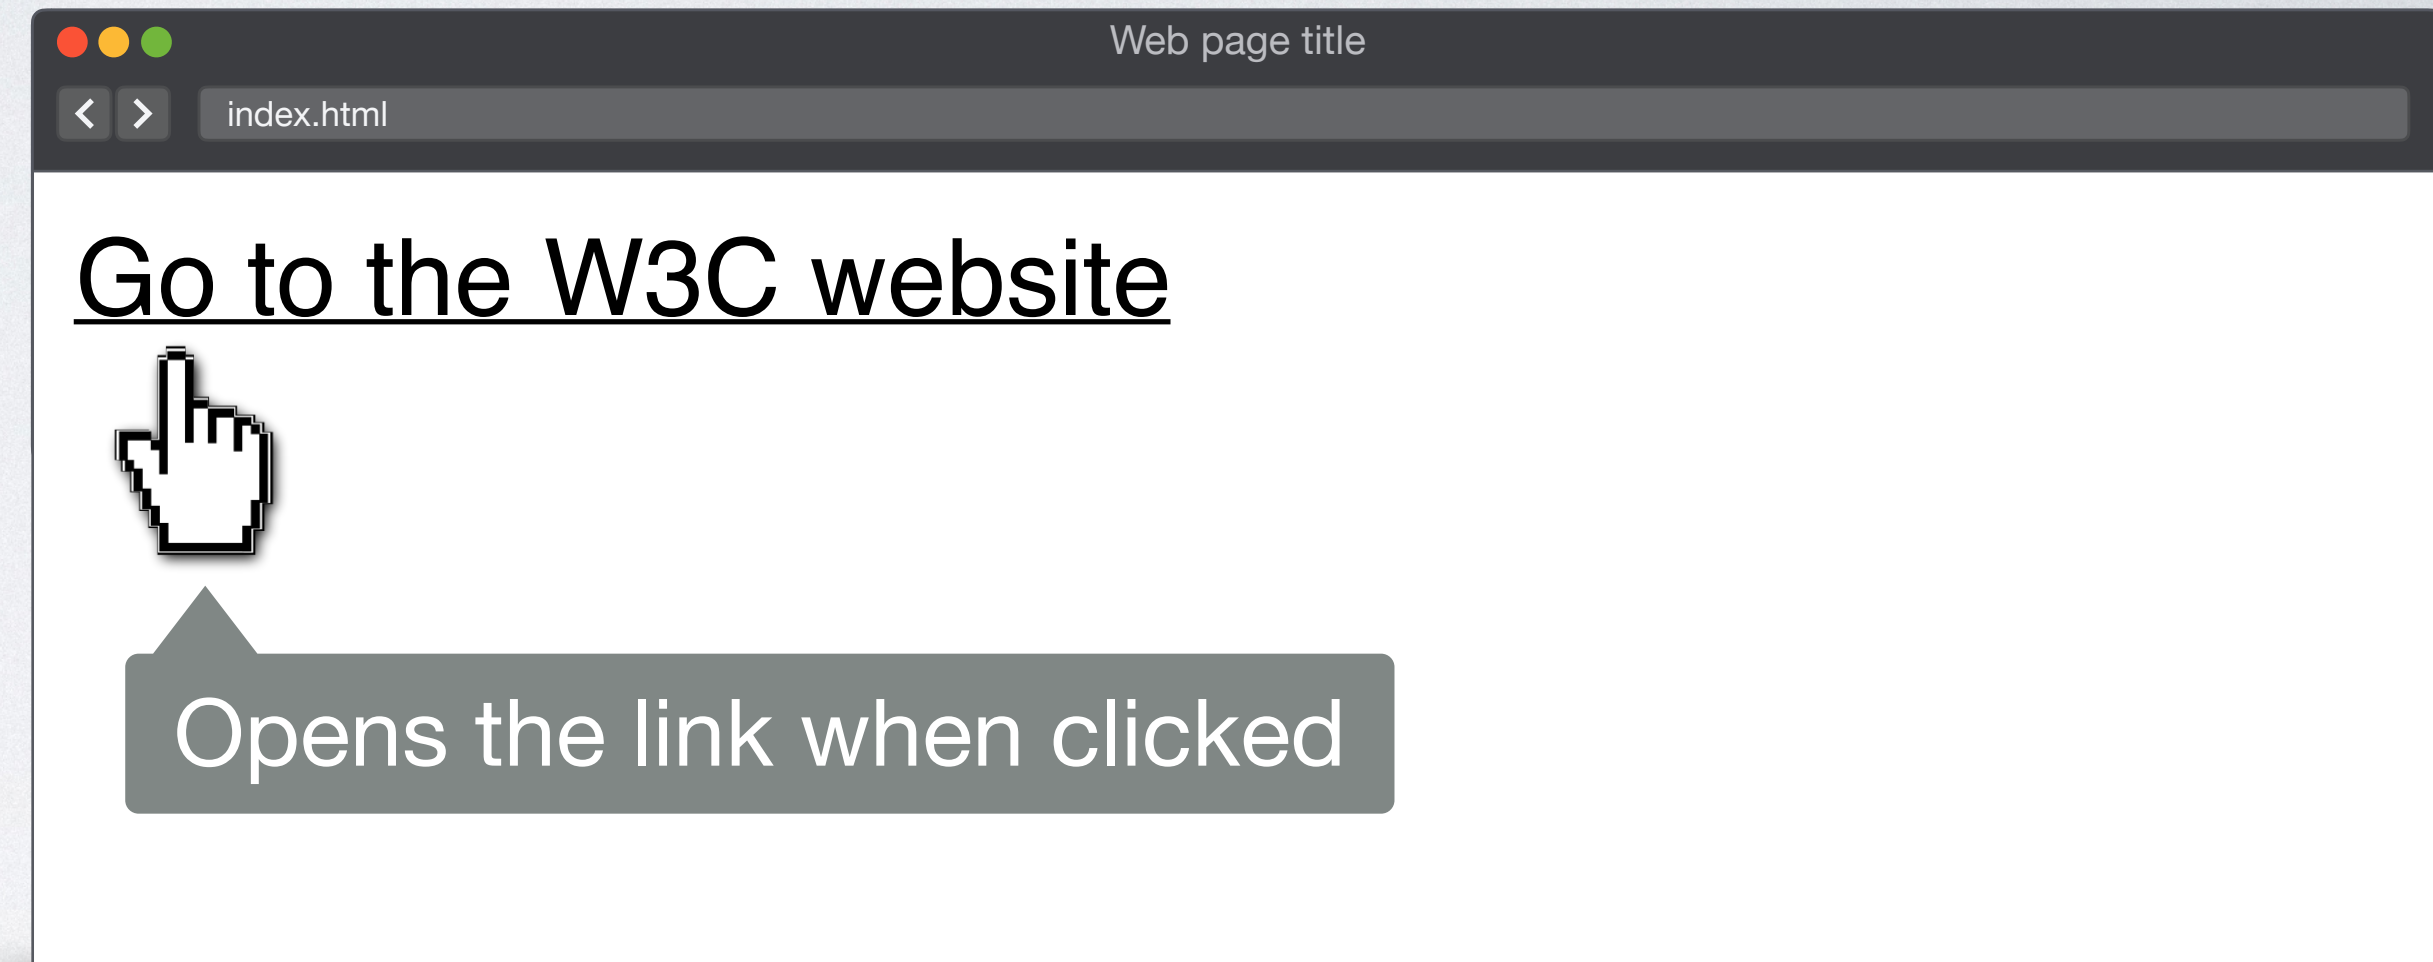 Web page title
index.html
Go to the W3C website
Opens the link when clicked